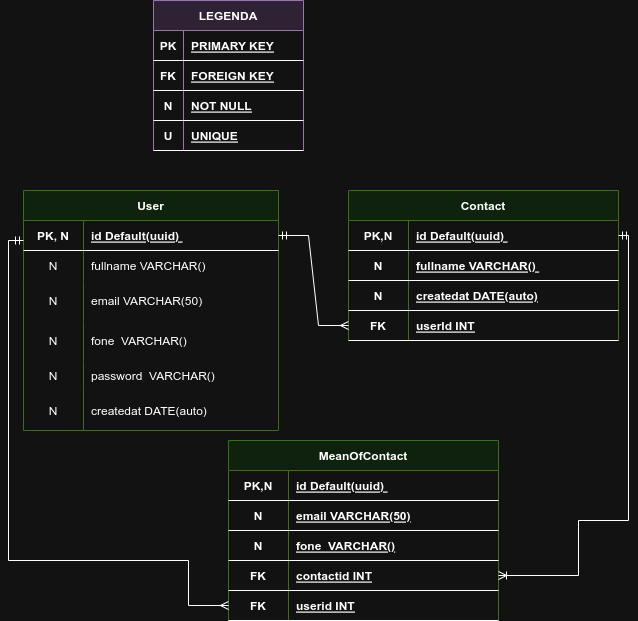 LEGENDA
PK PRIMARY KEY
FK FOREIGN KEY
N NOT NULL
U UNIQUE
User
PK, N id Default(uuid)
N fullname VARCHAR()
N email VARCHAR(50)
N fone VARCHAR()
N password VARCHAR()
N createdat DATE(auto)
Contact
PK,N id Default(uuid)
N fullname VARCHAR()
N createdat DATE(auto)
FK userId INT
MeanOfContact
PK,N id Default(uuid)
N email VARCHAR(50)
N fone VARCHAR()
FK contactid INT
FK userid INT